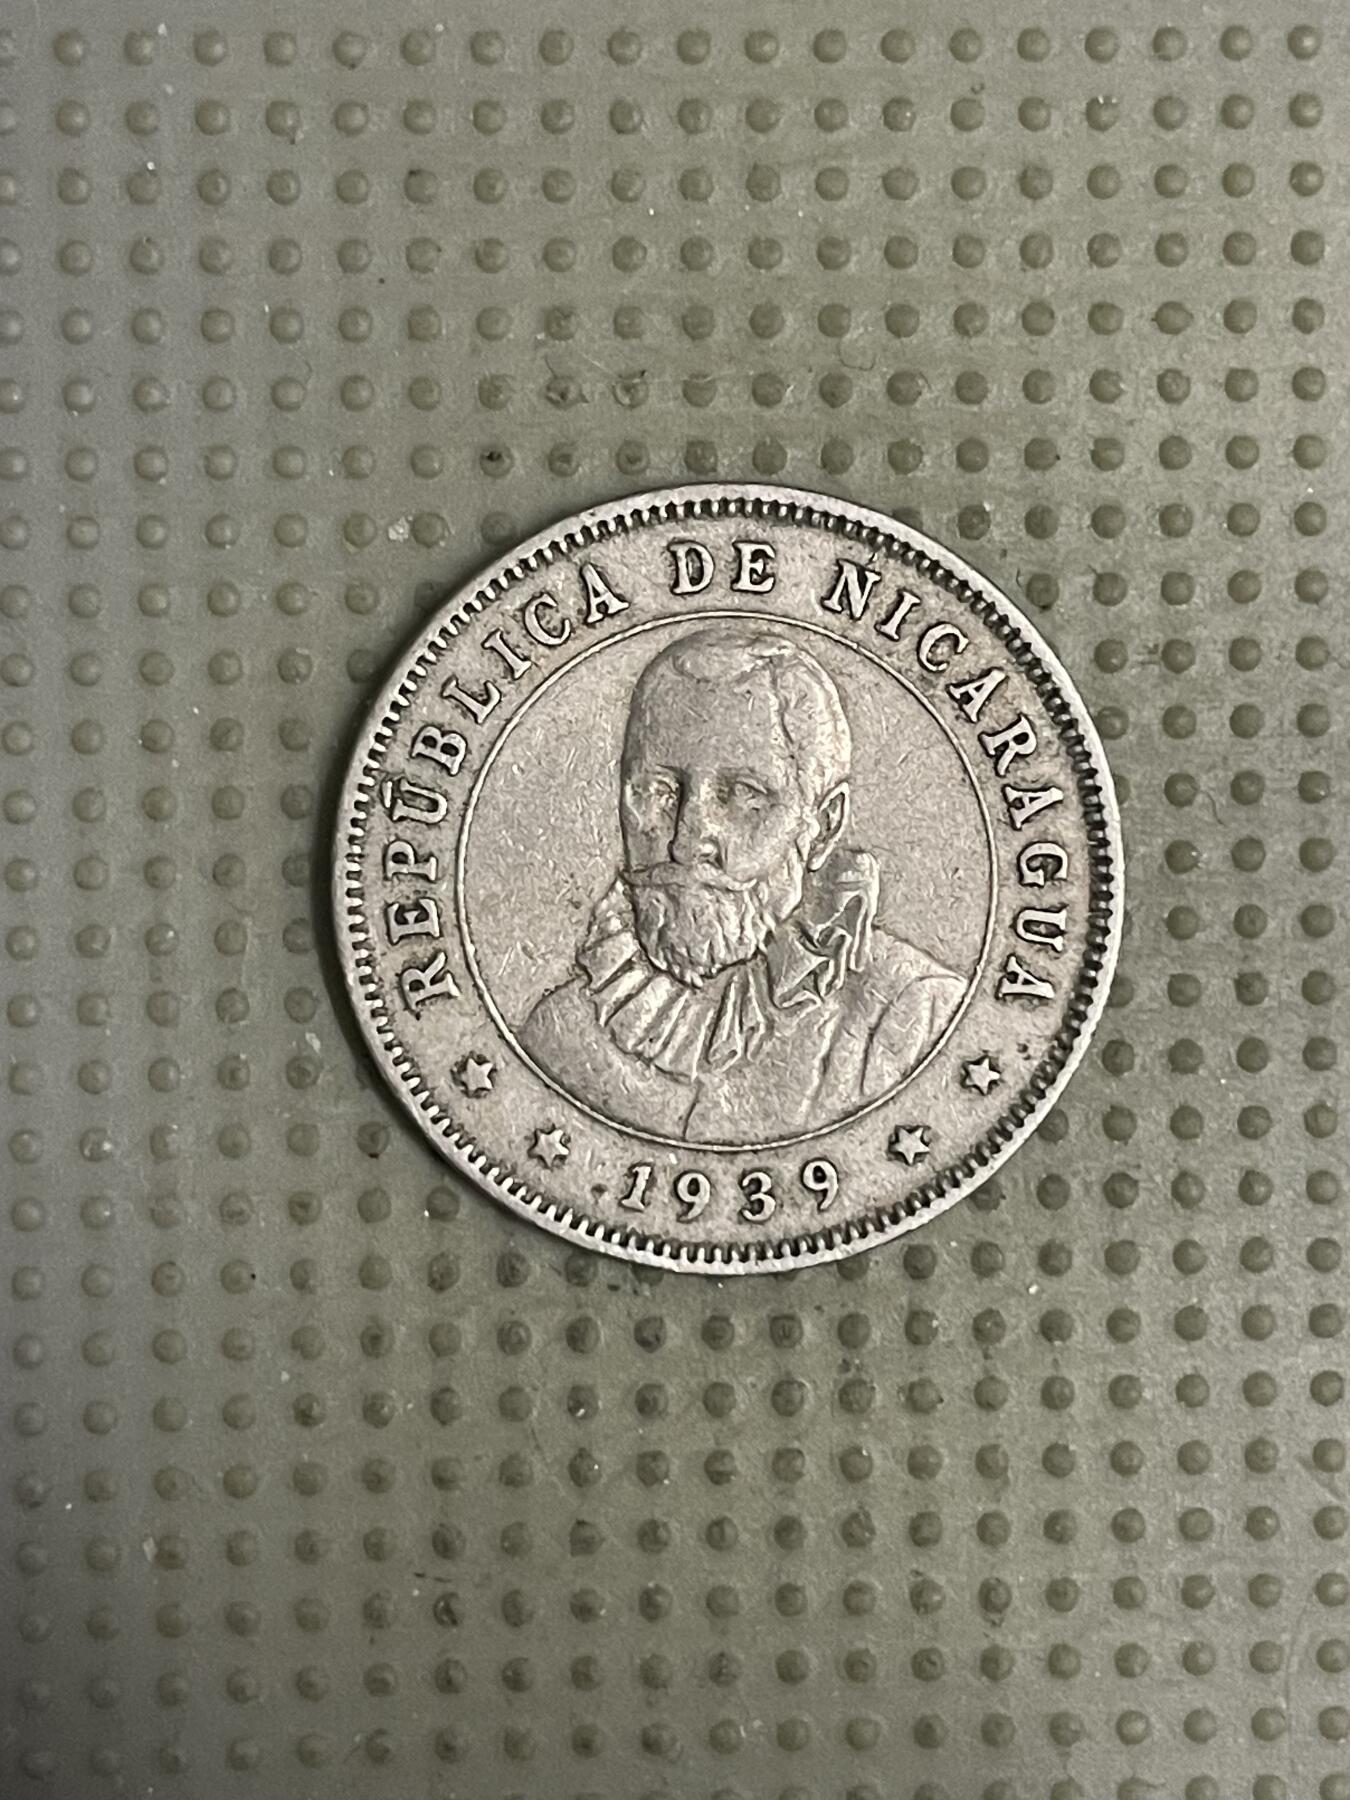 REPÚBLICA DE NICARAGUA
1939